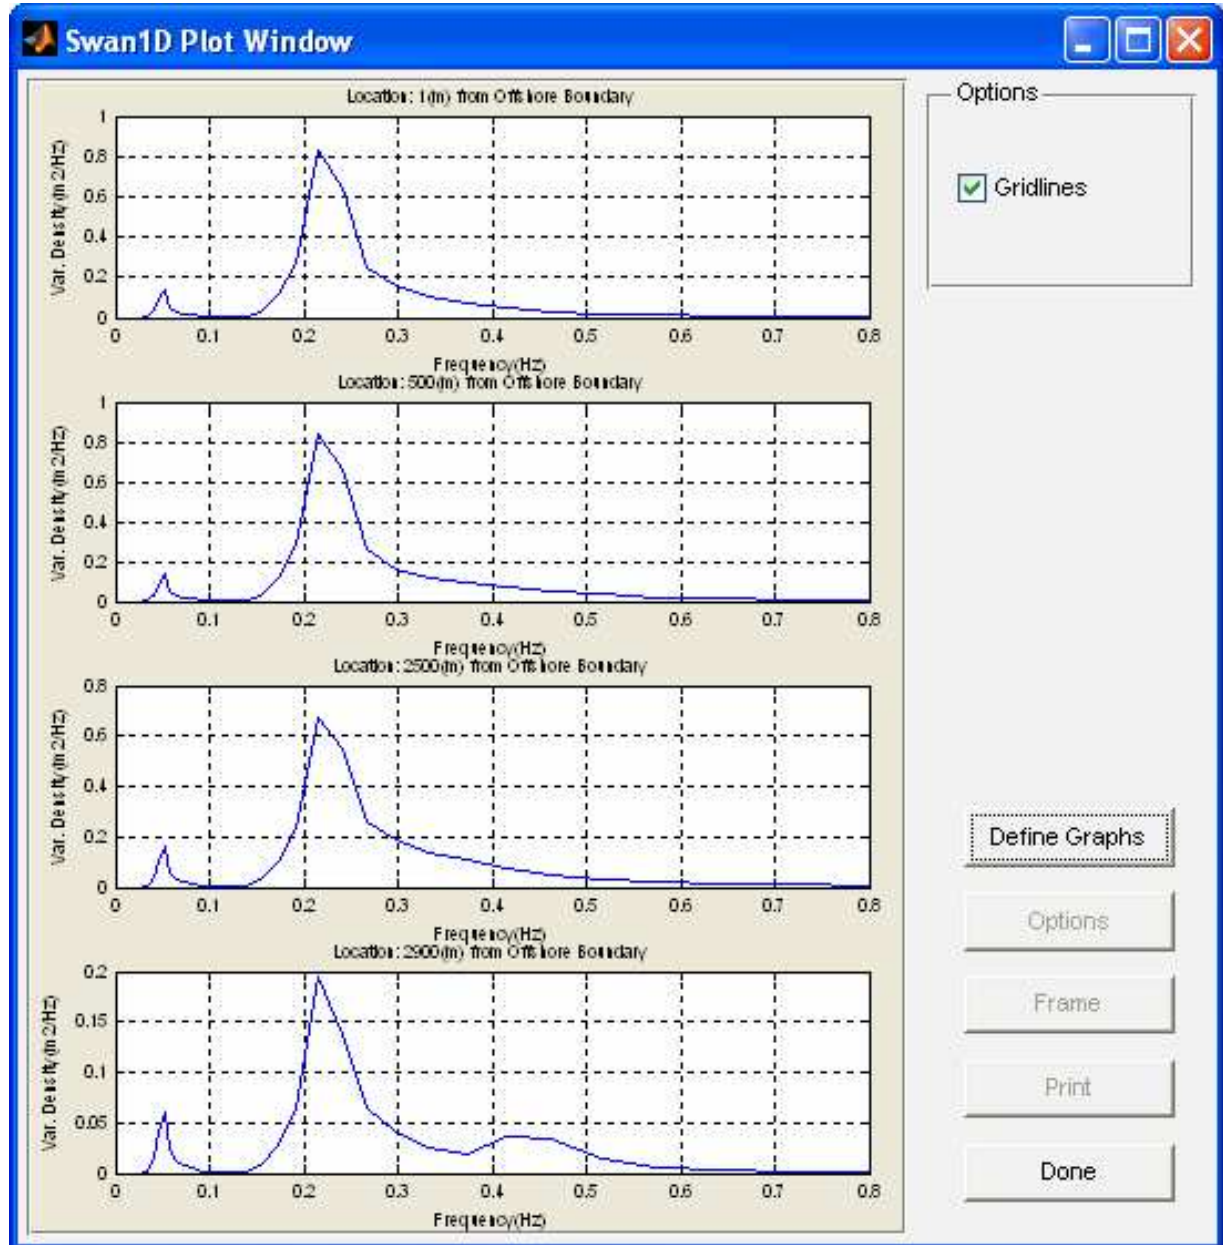 Swan1D Plot Window
Location: 1(m) from Offshore Boundary
1
0.8
0.6
0.4
0.2
0
Var. Density(m2/Hz)
0 0.1 0.2 0.3 0.4 0.5 0.6 0.7 0.8
Frequency(Hz)
Location: 500(m) from Offshore Boundary
1
0.8
0.6
0.4
0.2
0
Var. Density(m2/Hz)
0 0.1 0.2 0.3 0.4 0.5 0.6 0.7 0.8
Frequency(Hz)
Location: 2500(m) from Offshore Boundary
0.8
0.6
0.4
0.2
0
Var. Density(m2/Hz)
0 0.1 0.2 0.3 0.4 0.5 0.6 0.7 0.8
Frequency(Hz)
Location: 2900(m) from Offshore Boundary
0.2
0.15
0.1
0.05
0
Var. Density(m2/Hz)
0 0.1 0.2 0.3 0.4 0.5 0.6 0.7 0.8
Frequency(Hz)
Options
Gridlines
Define Graphs
Options
Frame
Print
Done